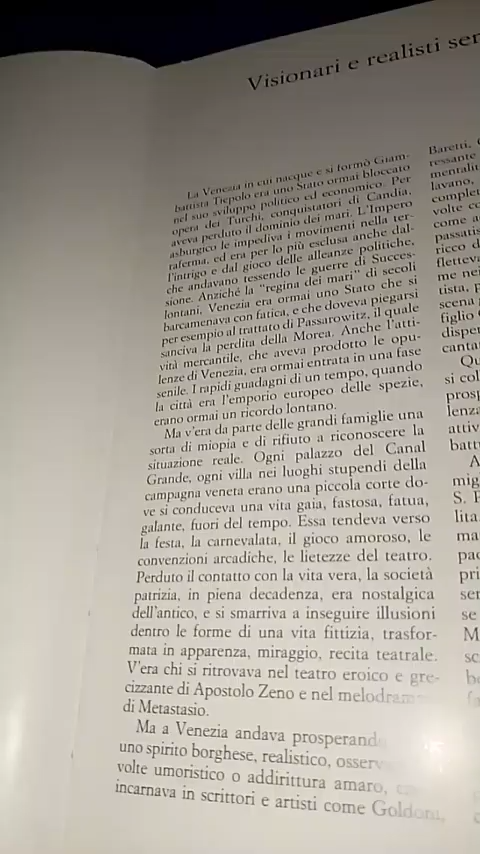 Visionari e realisti
La Venezia in cui nacque e si formò Giam-
battista Tiepolo era uno Stato ormai bloccato
nel suo sviluppo politico ed economico. Per
opera dei Turchi, conquistatori di Candia,
aveva perduto il dominio dei mari. L'Impero
asburgico le impediva i movimenti nella ter-
raferma, ed era per lo più esclusa anche dal-
l'intrigo e dal gioco delle alleanze politiche,
che andavano tessendo le guerre di Succes-
sione. Anziché la "regina dei mari" di secoli
lontani, Venezia era ormai uno Stato che si
barcamenava con fatica, e che doveva piegarsi
per esempio al trattato di Passarowitz, il quale
sanciva la perdita della Morea. Anche l'atti-
vità mercantile, che aveva prodotto le opu-
lenze di Venezia, era ormai entrata in una fase
senile. I rapidi guadagni di un tempo, quando
la città era l'emporio europeo delle spezie,
erano ormai un ricordo lontano.
Ma v'era da parte delle grandi famiglie una
sorta di miopia e di rifiuto a riconoscere la
situazione reale. Ogni palazzo del Canal
Grande, ogni villa nei luoghi stupendi della
campagna veneta erano una piccola corte do-
ve si conduceva una vita gaia, fastosa, fatua,
galante, fuori del tempo. Essa tendeva verso
la festa, la carnevalata, il gioco amoroso, le
convenzioni arcadiche, le lietezze del teatro.
Perduto il contatto con la vita vera, la società
patrizia, in piena decadenza, era nostalgica
dell'antico, e si smarriva a inseguire illusioni
dentro le forme di una vita fittizia, trasfor-
mata in apparenza, miraggio, recita teatrale.
V'era chi si ritrovava nel teatro eroico e gre-
cizzante di Apostolo Zeno e nel
di Metastasio.
Ma a Venezia andava
uno spirito borghese, realistico,
volte umoristico o addirittura amaro,
incarnava in scrittori e artisti come Goldoni,
Baretti,
ressante
lavano,
volte
come
ricco
me nei
scena
figlio
Qu
si
S.